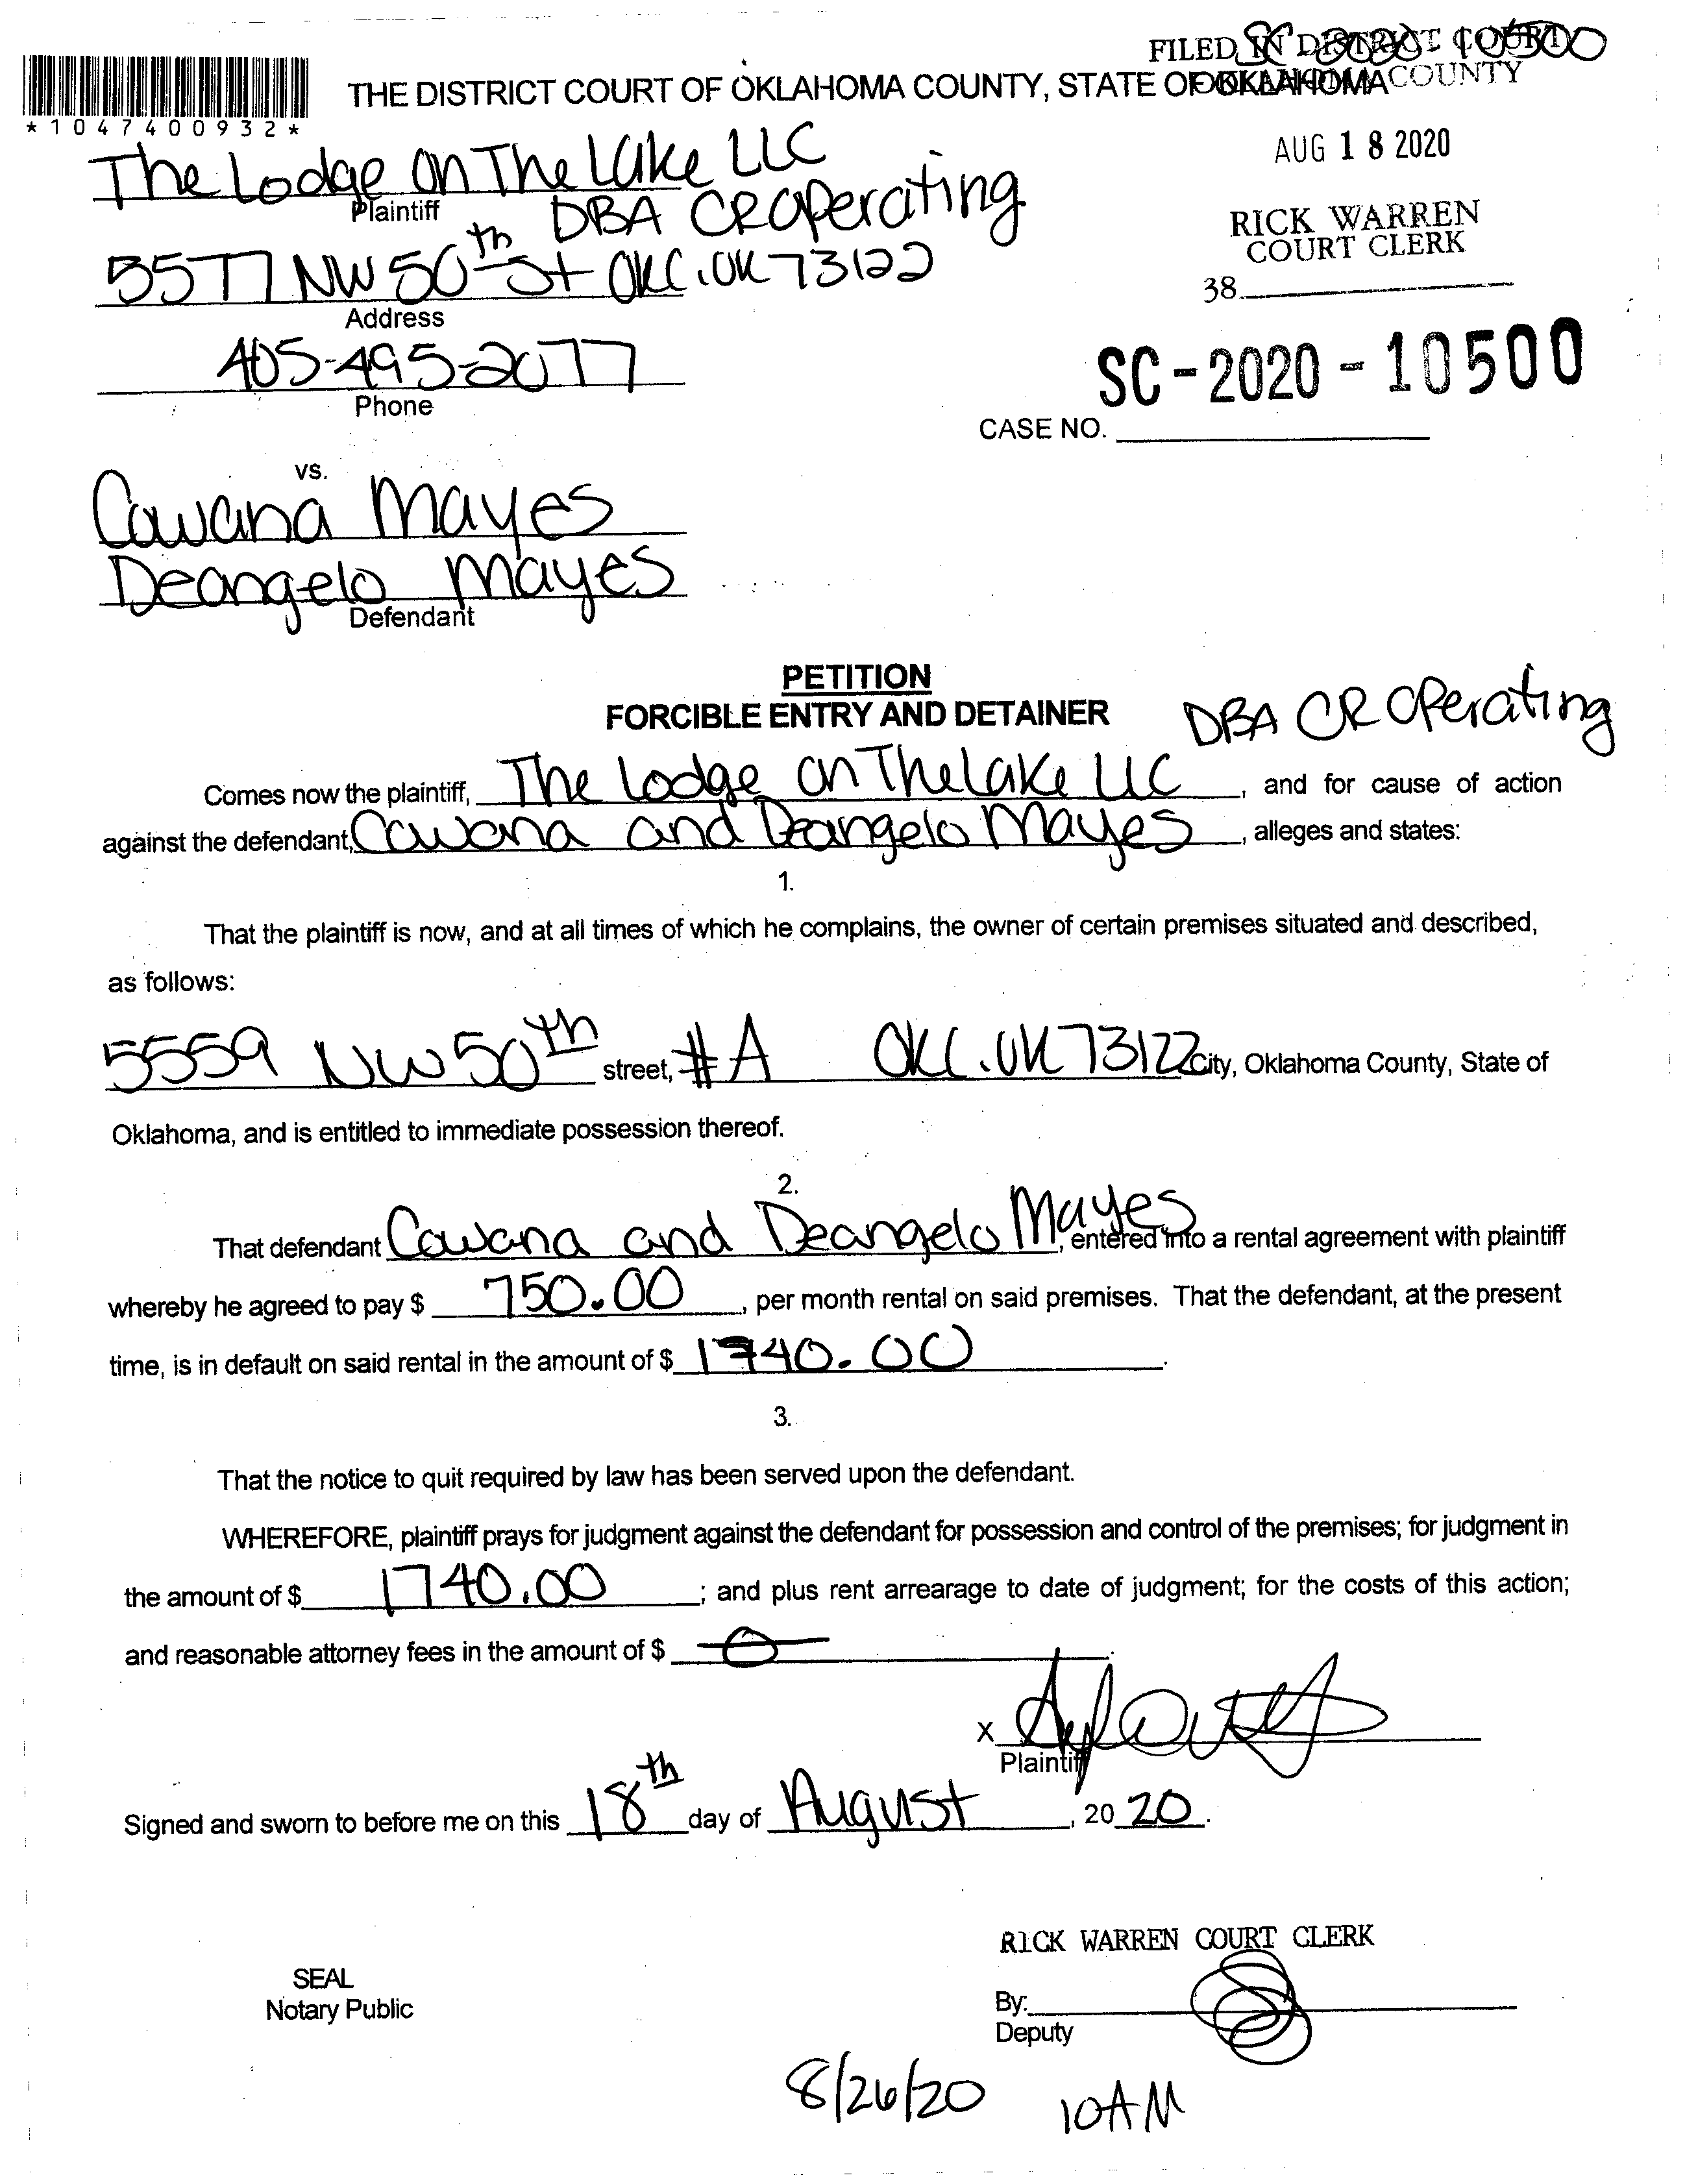 FILED IN DISTRICT COURT
SC-2020-10500
THE DISTRICT COURT OF OKLAHOMA COUNTY, STATE OF OKLAHOMA
OKLAHOMA COUNTY
*1047400932*
AUG 18 2020
The Lodge On The Lake LLC
Plaintiff
DBA CR Operating
RICK WARREN
COURT CLERK
5577 NW 50th St OKC. OK 73122
38.
Address
405-495-2077
Phone
SC-2020-10500
CASE NO.
vs.
Cawana Mayes
Deangelo Mayes
Defendant
PETITION
FORCIBLE ENTRY AND DETAINER
DBA CR Operating
Comes now the plaintiff, The Lodge on The Lake LLC, and for cause of action
against the defendant, Cawana and Deangelo Mayes, alleges and states:
1.
That the plaintiff is now, and at all times of which he complains, the owner of certain premises situated and described,
as follows:
5559 NW 50th street, #A OKC. OK 73122 City, Oklahoma County, State of
Oklahoma, and is entitled to immediate possession thereof.
2.
That defendant Cawana and Deangelo Mayes, entered into a rental agreement with plaintiff
whereby he agreed to pay $ 750.00, per month rental on said premises. That the defendant, at the present
time, is in default on said rental in the amount of $ 1740.00.
3.
That the notice to quit required by law has been served upon the defendant.
WHEREFORE, plaintiff prays for judgment against the defendant for possession and control of the premises; for judgment in
the amount of $ 1740.00; and plus rent arrearage to date of judgment; for the costs of this action;
and reasonable attorney fees in the amount of $ 0.
X
Plaintiff
Signed and sworn to before me on this 18th day of August, 2020.
RICK WARREN COURT CLERK
SEAL
Notary Public
By:
Deputy
8/26/20 10AM